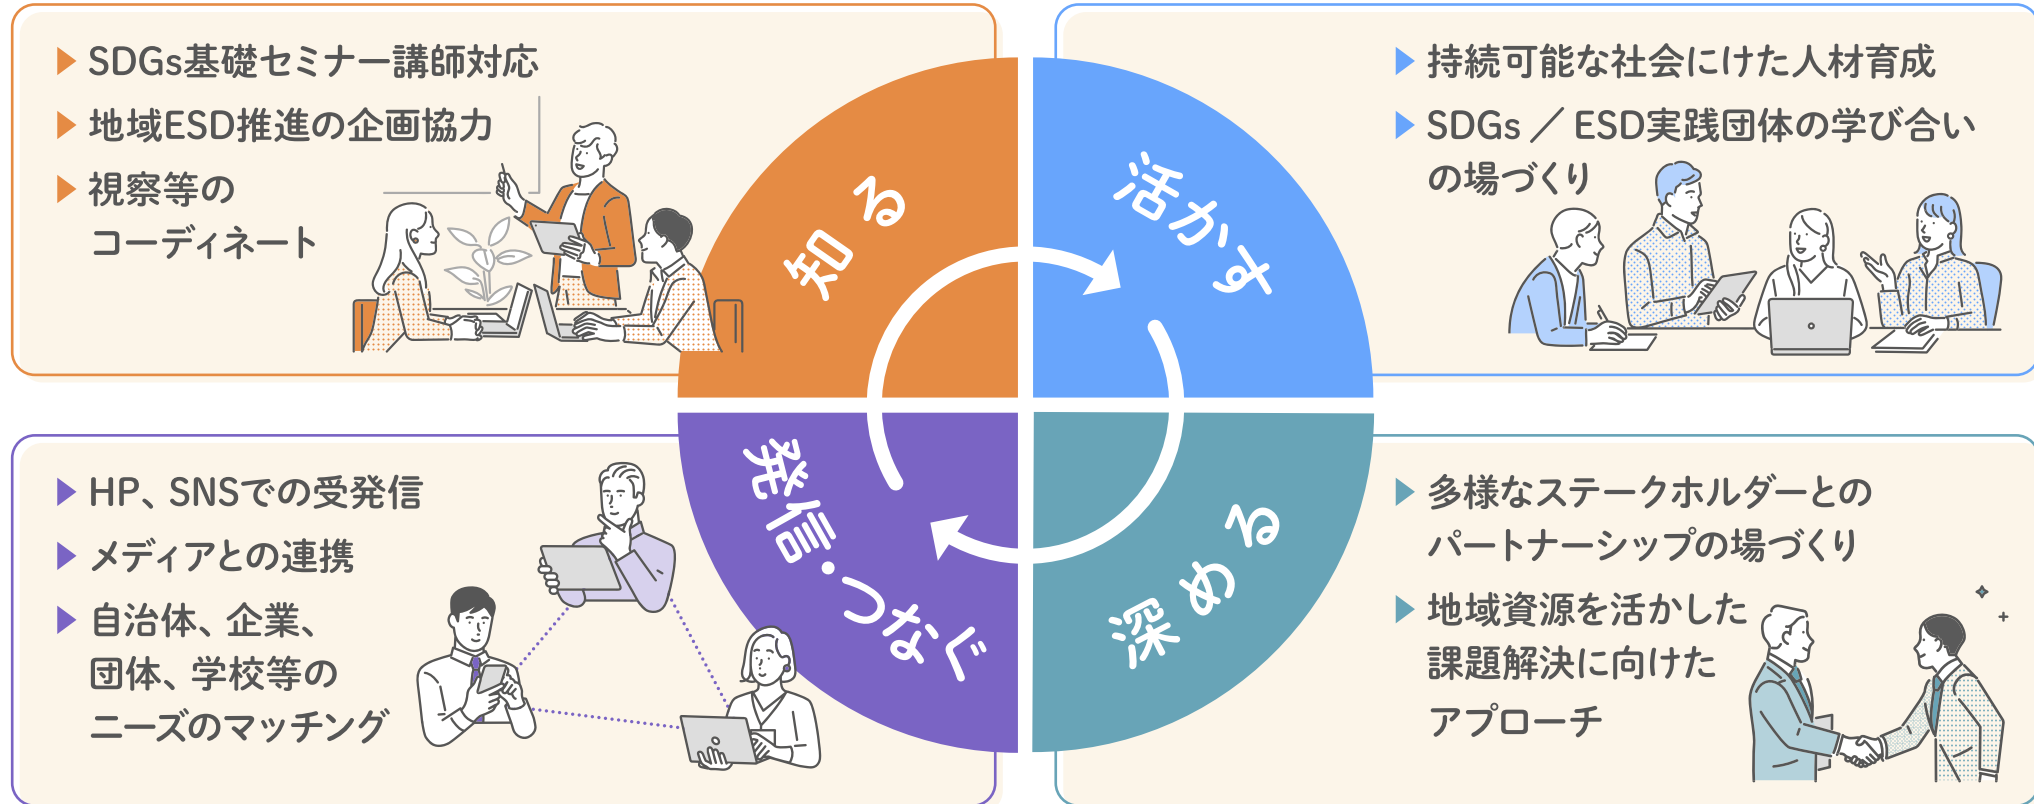 SDGs基礎セミナー講師対応
地域ESD推進の企画協力
視察等の
コーディネート
知る
持続可能な社会にけた人材育成
SDGs ／ ESD実践団体の学び合い
の場づくり
活かす
HP、SNSでの受発信
メディアとの連携
自治体、企業、
団体、学校等の
ニーズのマッチング
発信・つなぐ
多様なステークホルダーとの
パートナーシップの場づくり
地域資源を活かした
課題解決に向けた
アプローチ
深める